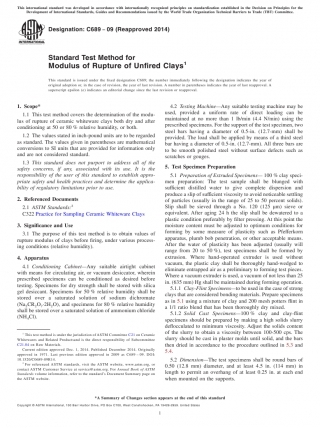 This international standard was developed in accordance with internationally recognized principles on standardization established in the Decision on Principles for the
Development of International Standards, Guides and Recommendations issued by the World Trade Organization Technical Barriers to Trade (TBT) Committee.
Designation: C689 − 09 (Reapproved 2014)
Standard Test Method for
Modulus of Rupture of Unfired Clays¹
This standard is issued under the fixed designation C689; the number immediately following the designation indicates the year of
original adoption or, in the case of revision, the year of last revision. A number in parentheses indicates the year of last reapproval. A
superscript epsilon (ε) indicates an editorial change since the last revision or reapproval.
1. Scope*
1.1 This test method covers the determination of the modu-
lus of rupture of ceramic whiteware clays both dry and after
conditioning at 50 or 80 % relative humidity, or both.
1.2 The values stated in inch-pound units are to be regarded
as standard. The values given in parentheses are mathematical
conversions to SI units that are provided for information only
and are not considered standard.
1.3 This standard does not purport to address all of the
safety concerns, if any, associated with its use. It is the
responsibility of the user of this standard to establish appro-
priate safety and health practices and determine the applica-
bility of regulatory limitations prior to use.
2. Referenced Documents
2.1 ASTM Standards:²
C322 Practice for Sampling Ceramic Whiteware Clays
3. Significance and Use
3.1 The purpose of this test method is to obtain values of
rupture modulus of clays before firing, under various process-
ing conditions (relative humidity).
4. Apparatus
4.1 Conditioning Cabinet—Any suitable airtight cabinet
with means for circulating air, or vacuum desiccator, wherein
prescribed specimens can be conditioned as desired before
testing. Specimens for dry strength shall be stored with silica
gel desiccant. Specimens for 50 % relative humidity shall be
stored over a saturated solution of sodium dichromate
(Na₂Cr₂O₇·2H₂O), and specimens for 80 % relative humidity
shall be stored over a saturated solution of ammonium chloride
(NH₄Cl).
¹ This test method is under the jurisdiction of ASTM Committee C21 on Ceramic
Whitewares and Related Products and is the direct responsibility of Subcommittee
C21.04 on Raw Materials.
Current edition approved Dec. 1, 2014. Published December 2014. Originally
approved in 1971. Last previous edition approved in 2009 as C689 – 09.
² For referenced ASTM standards, visit the ASTM website, www.astm.org, or
contact ASTM Customer Service at service@astm.org. For Annual Book of ASTM
Standards volume information, refer to the standard's Document Summary page on
the ASTM website.
4.2 Testing Machine—Any suitable testing machine may be
used, provided a uniform rate of direct loading can be
maintained at no more than 1 lb/min (4.4 N/min) using the
prescribed specimens. For the support of the test specimen, two
steel bars having a diameter of 0.5-in. (12.7-mm) shall be
provided. The load shall be applied by means of a third steel
bar having a diameter of 0.5-in. (12.7-mm). All three bars are
to be smooth polished steel without surface defects such as
scratches or gouges.
5. Test Specimen Preparation
5.1 Preparation of Extruded Specimens— 100 % clay speci-
men preparation. The test sample shall be blunged with
sufficient distilled water to give complete dispersion and
produce a slip of sufficient viscosity to avoid noticeable settling
of particles (usually in the range of 25 to 50 percent solids).
Slip shall be sieved through a No. 120 (125 μm) sieve or
equivalent. After aging 24 h the slip shall be dewatered to a
plastic condition preferably by filter pressing. At this point the
moisture content must be adjusted to optimum conditions for
forming by some measure of plasticity such as Pfefferkorn
apparatus, plumb bob penetration, or other acceptable means.
After the water of plasticity has been adjusted (usually will
range from 20 to 50 %), test specimens shall be formed by
extrusion. Where hand-operated extruder is used without
vacuum, the plastic clay shall be thoroughly hand-wedged to
eliminate entrapped air as a preliminary to forming test pieces.
Where a vacuum extruder is used, a vacuum of not less than 25
in. (635 mm) Hg shall be maintained during forming operation.
5.1.1 Clay–Flint Specimens—to be used in the case of strong
clays that are considered bonding materials. Prepare specimens
as in 5.1 using a mixture of clay and 200 mesh potters flint in
a 1/1 ratio blend that has been thoroughly dry mixed.
5.1.2 Solid Cast Specimens—100 % clay and clay-flint
specimens should be prepared by making a high solids slurry
deflocculated to minimum viscosity. Adjust the solids content
of the slurry to obtain a viscosity between 100-500 cps. The
slurry should be cast in plaster molds until solid, and the bars
then dried in accordance to the procedure outlined in 5.3 and
5.4.
5.2 Dimension—The test specimens shall be round bars of
0.50 (12.8 mm) diameter, and at least 4.5 in. (114 mm) in
length to permit an overhang of at least 0.25 in. at each end
when mounted on the supports.
*A Summary of Changes section appears at the end of this standard
Copyright © ASTM International, 100 Barr Harbor Drive, PO Box C700, West Conshohocken, PA 19428-2959. United States
1